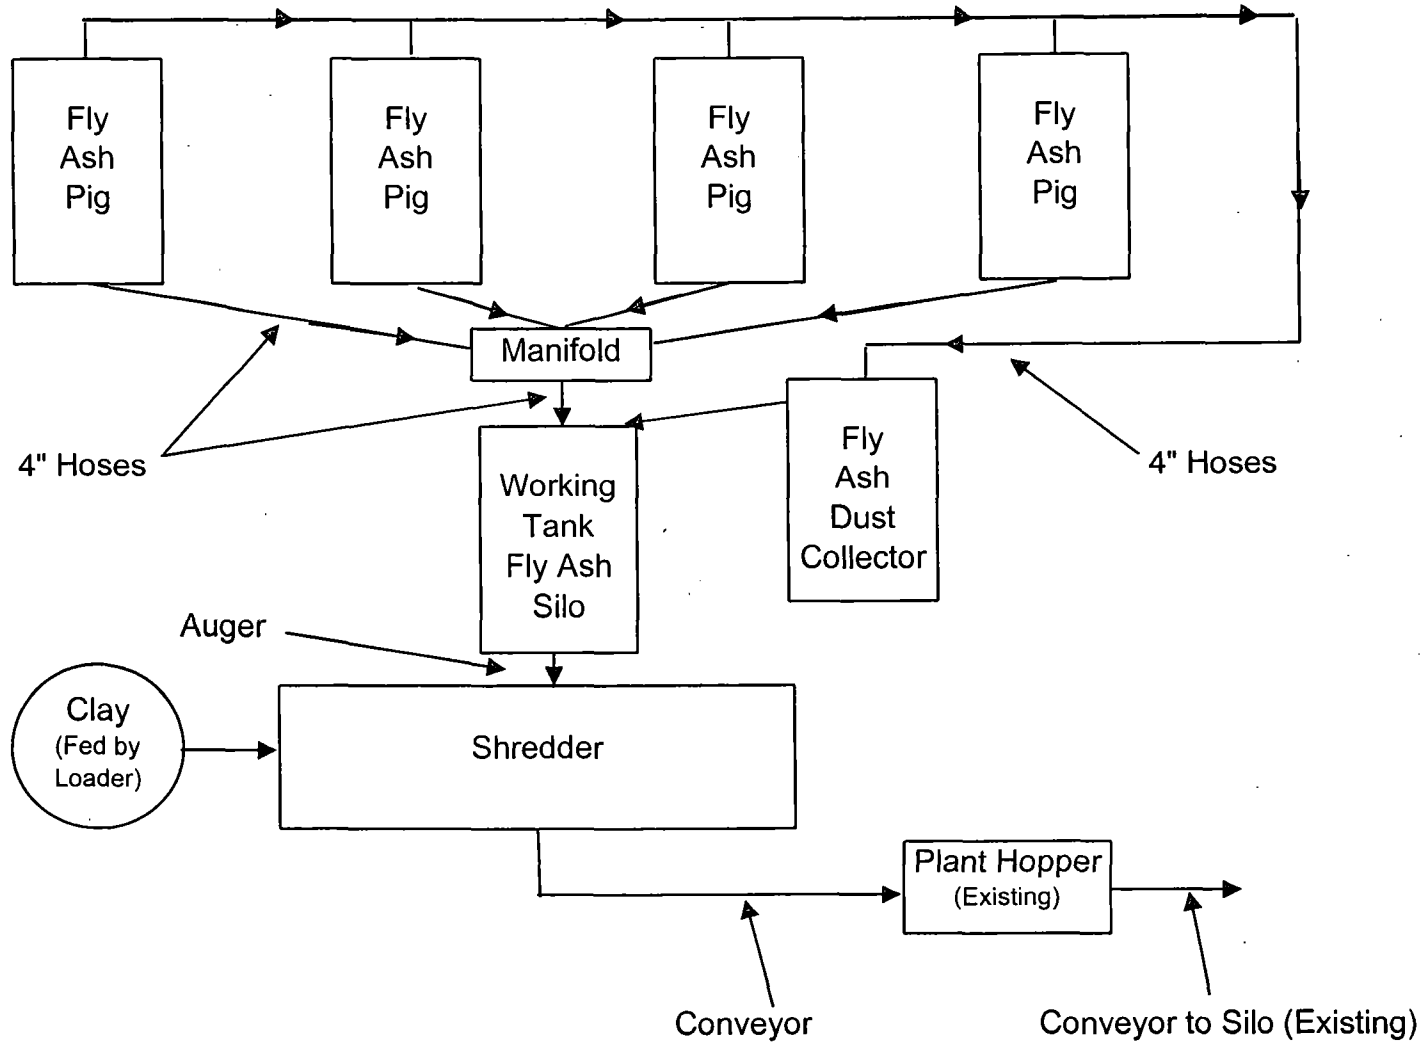 Fly
Ash
Pig
Fly
Ash
Pig
Fly
Ash
Pig
Fly
Ash
Pig
Manifold
4" Hoses
Working
Tank
Fly Ash
Silo
Fly
Ash
Dust
Collector
4" Hoses
Auger
Clay
(Fed by
Loader)
Shredder
Plant Hopper
(Existing)
Conveyor
Conveyor to Silo (Existing)